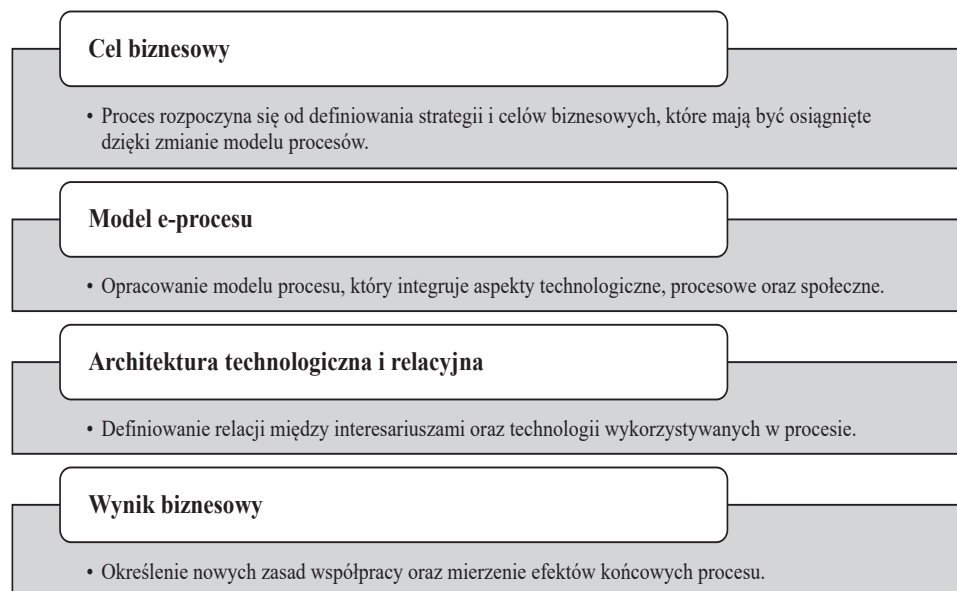 Cel biznesowy
• Proces rozpoczyna się od definiowania strategii i celów biznesowych, które mają być osiągnięte
dzięki zmianie modelu procesów.
Model e-procesu
• Opracowanie modelu procesu, który integruje aspekty technologiczne, procesowe oraz społeczne.
Architektura technologiczna i relacyjna
• Definiowanie relacji między interesariuszami oraz technologii wykorzystywanych w procesie.
Wynik biznesowy
• Określenie nowych zasad współpracy oraz mierzenie efektów końcowych procesu.